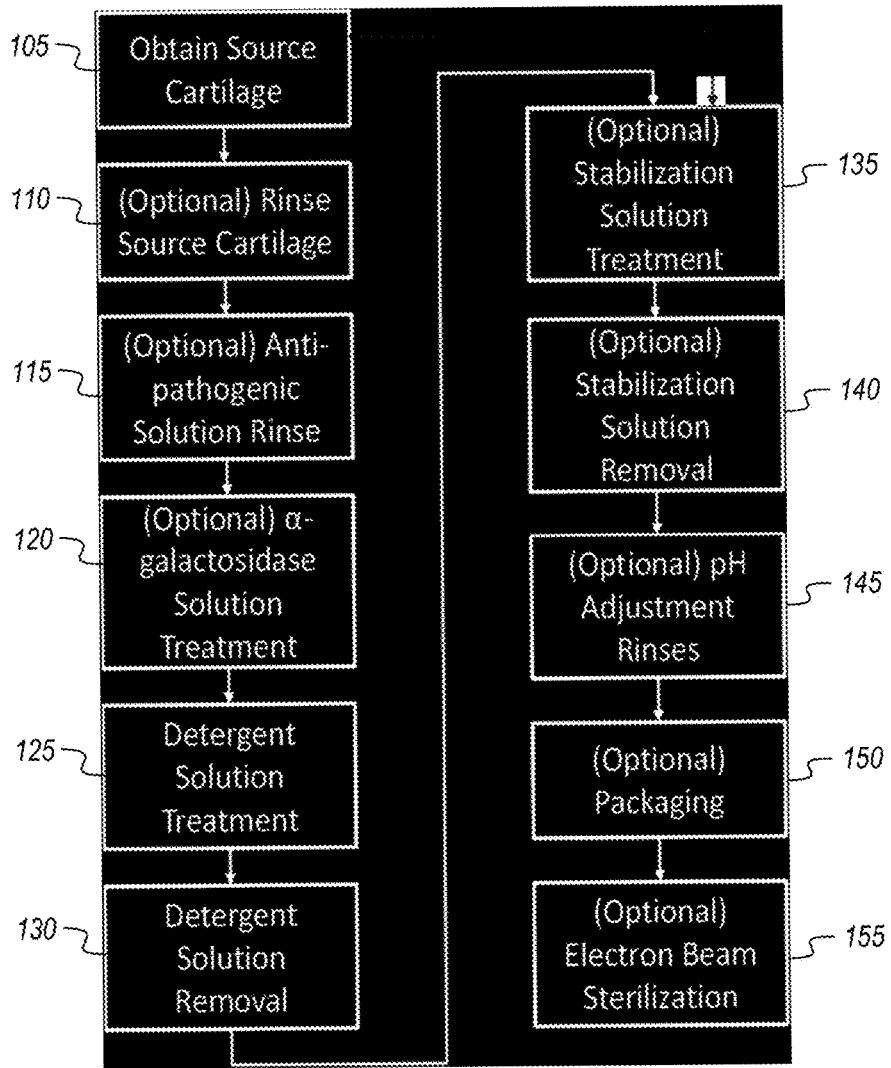 105
Obtain Source
Cartilage
110
(Optional) Rinse
Source Cartilage
115
(Optional) Anti-
pathogenic
Solution Rinse
120
(Optional) α-
galactosidase
Solution
Treatment
125
Detergent
Solution
Treatment
130
Detergent
Solution
Removal
(Optional)
Stabilization
Solution
Treatment
135
(Optional)
Stabilization
Solution
Removal
140
(Optional) pH
Adjustment
Rinses
145
(Optional)
Packaging
150
(Optional)
Electron Beam
Sterilization
155